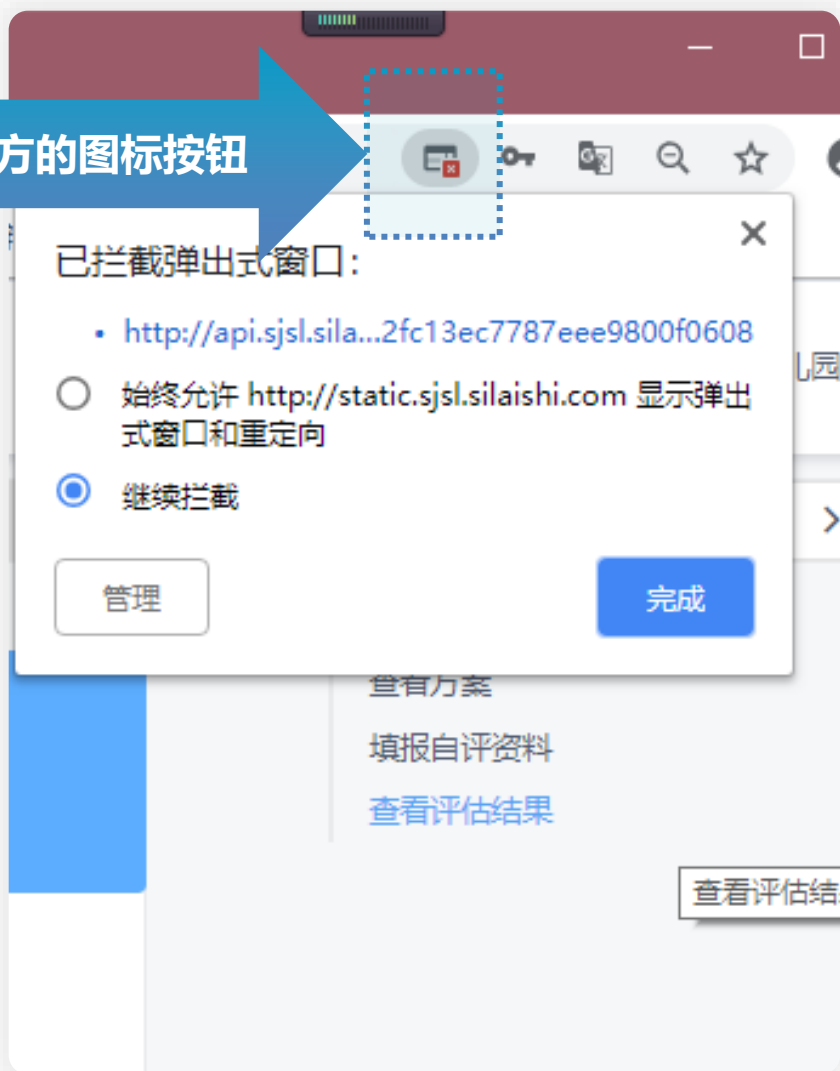 方的图标按钮
已拦截弹出式窗口：
• http://api.sjsl.sila...2fc13ec7787eee9800f0608
儿园
始终允许 http://static.sjsl.silaishi.com 显示弹出
式窗口和重定向
继续拦截
管理
完成
查看方案
填报自评资料
查看评估结果
查看评估结